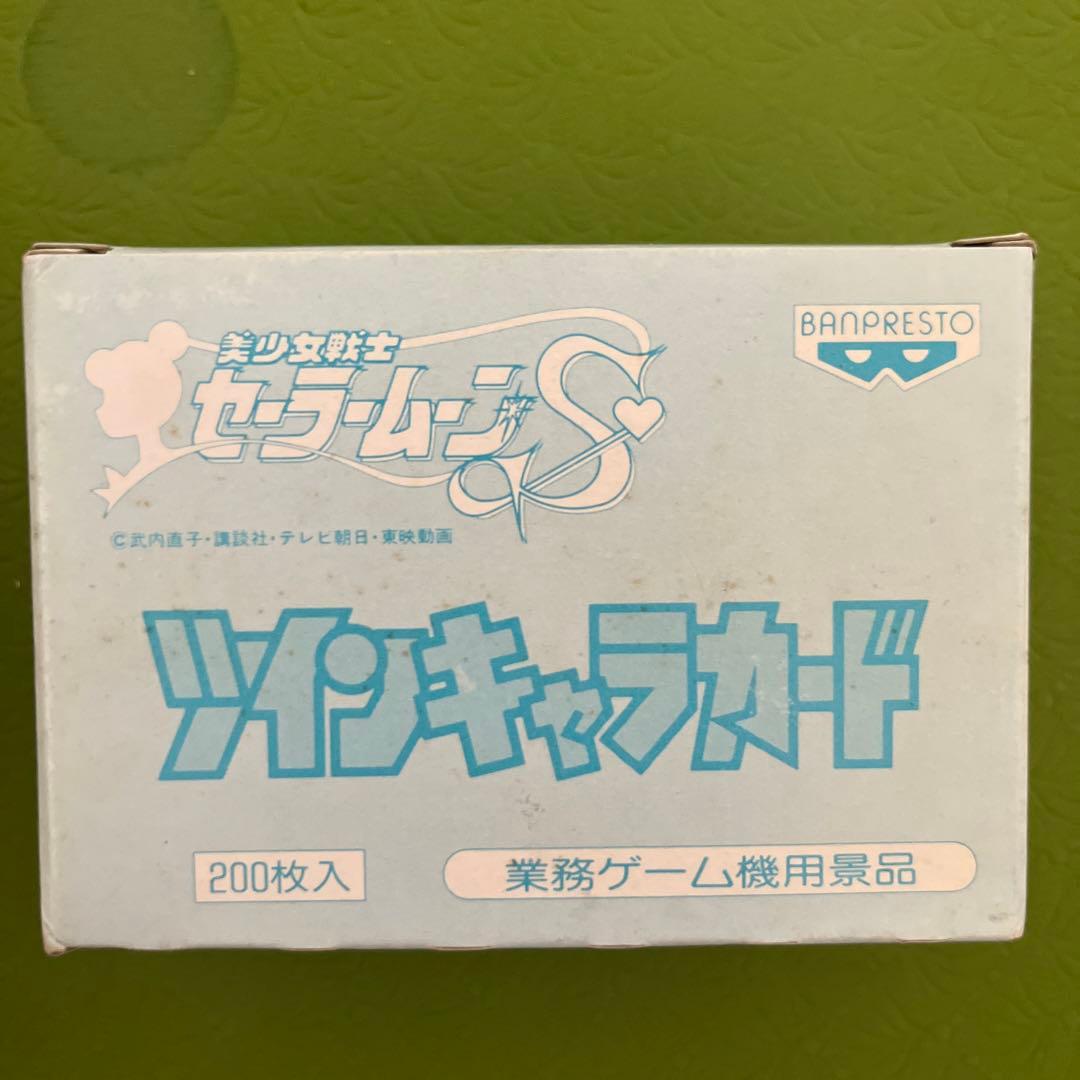 BANPRESTO
美少女戦士
セーラームーンS
©武内直子・講談社・テレビ朝日・東映動画
ツインキャラカード
200枚入
業務ゲーム機用景品